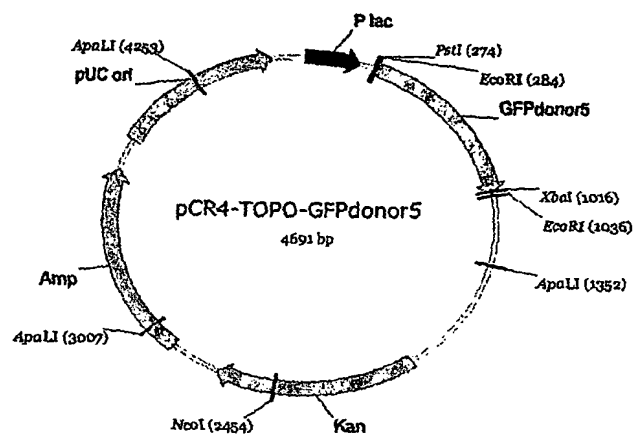 P lac
ApaLI (4253)
PstI (274)
pUC ori
EcoRI (284)
GFPdonor5
pCR4-TOPO-GFPdonor5
4691 bp
XbaI (1016)
EcoRI (1036)
Amp
ApaLI (1352)
ApaLI (3007)
NcoI (2454)
Kan